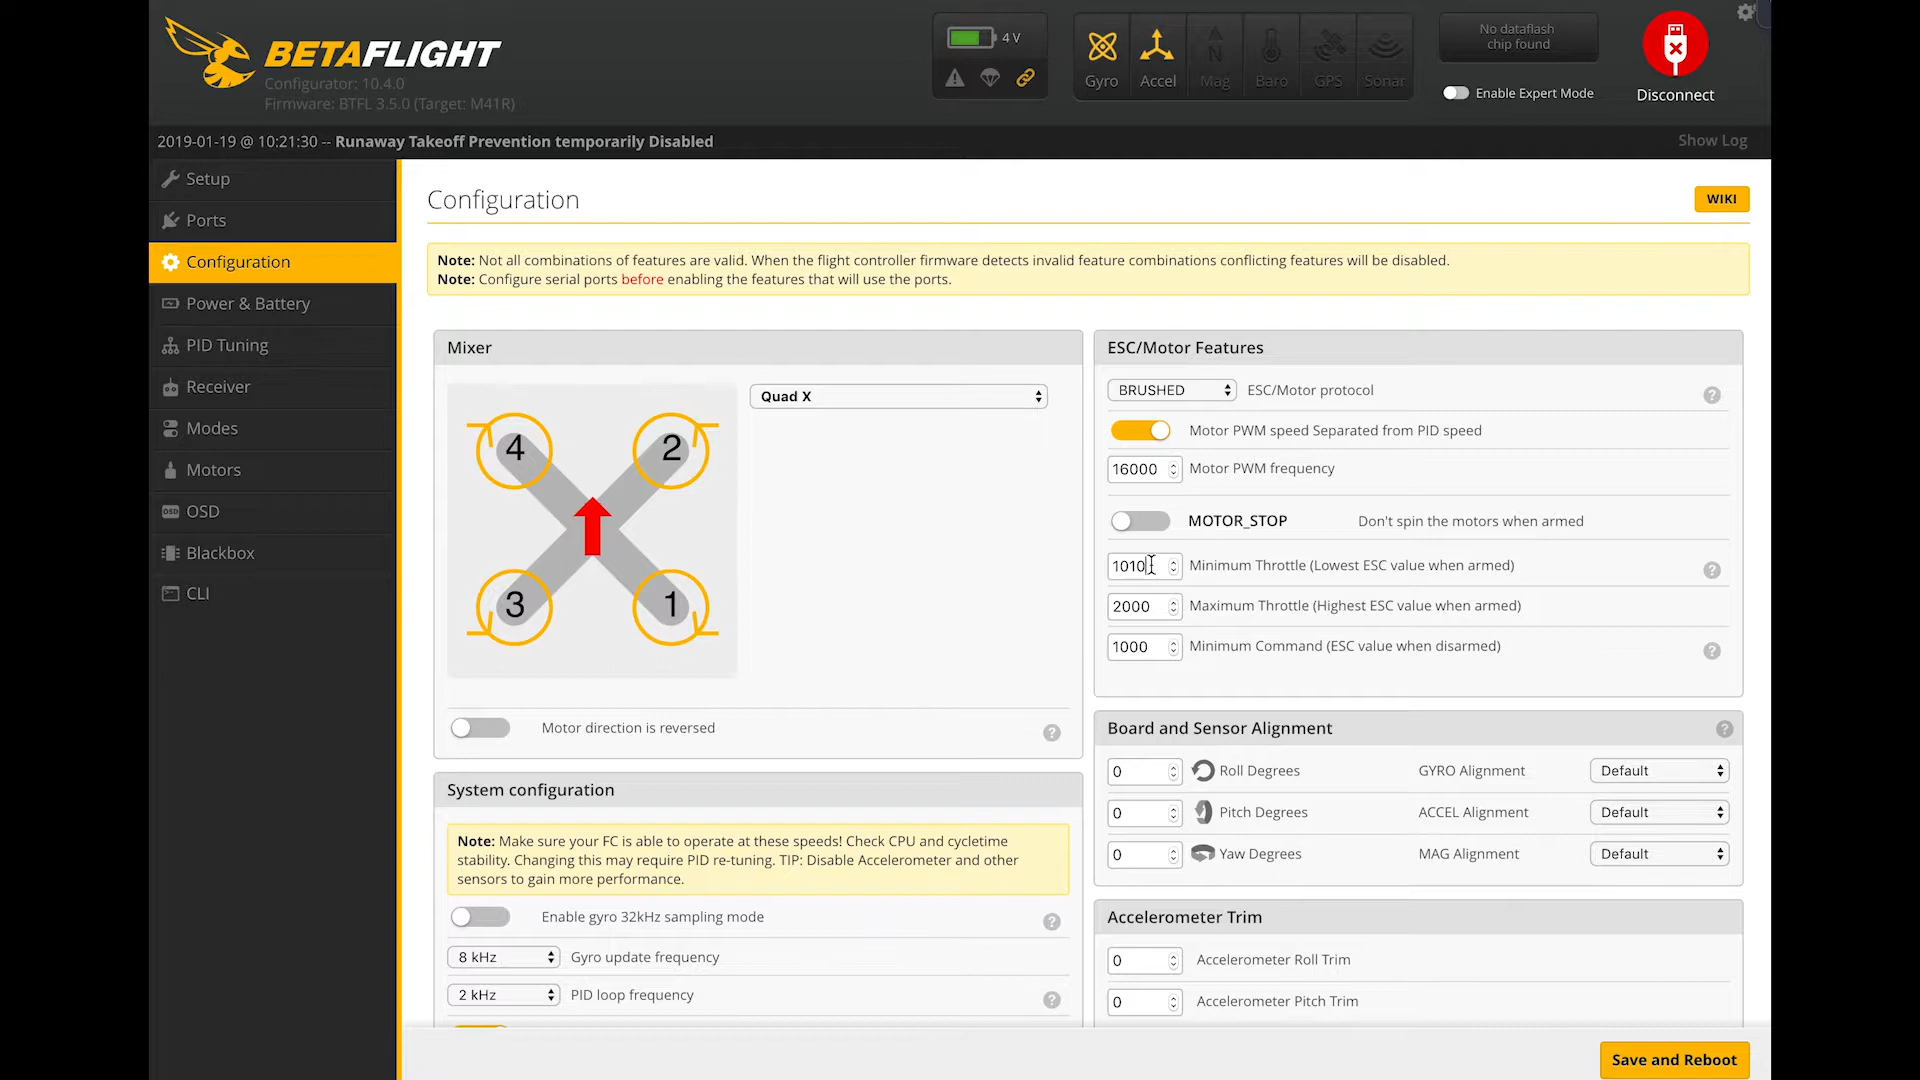 BETAFLIGHT
Configurator: 10.4.0
Firmware: BTFL 3.5.0 (Target: M41R)
4 V
Gyro
Accel
Mag
Baro
GPS
Sonar
No dataflash
chip found
Enable Expert Mode
Disconnect
2019-01-19 @ 10:21:30 -- Runaway Takeoff Prevention temporarily Disabled
Show Log
Setup
Ports
Configuration
Power & Battery
PID Tuning
Receiver
Modes
Motors
OSD
OSD
Blackbox
CLI
Configuration
WIKI
Note: Not all combinations of features are valid. When the flight controller firmware detects invalid feature combinations conflicting features will be disabled.
Note: Configure serial ports before enabling the features that will use the ports.
Mixer
4
2
3
1
Quad X
Motor direction is reversed
?
System configuration
Note: Make sure your FC is able to operate at these speeds! Check CPU and cycletime
stability. Changing this may require PID re-tuning. TIP: Disable Accelerometer and other
sensors to gain more performance.
Enable gyro 32kHz sampling mode
?
8 kHz Gyro update frequency
2 kHz PID loop frequency
?
ESC/Motor Features
BRUSHED ESC/Motor protocol
?
Motor PWM speed Separated from PID speed
16000 Motor PWM frequency
MOTOR_STOP Don't spin the motors when armed
1010 Minimum Throttle (Lowest ESC value when armed)
?
2000 Maximum Throttle (Highest ESC value when armed)
1000 Minimum Command (ESC value when disarmed)
?
Board and Sensor Alignment
?
0 Roll Degrees GYRO Alignment Default
0 Pitch Degrees ACCEL Alignment Default
0 Yaw Degrees MAG Alignment Default
Accelerometer Trim
0 Accelerometer Roll Trim
0 Accelerometer Pitch Trim
Save and Reboot